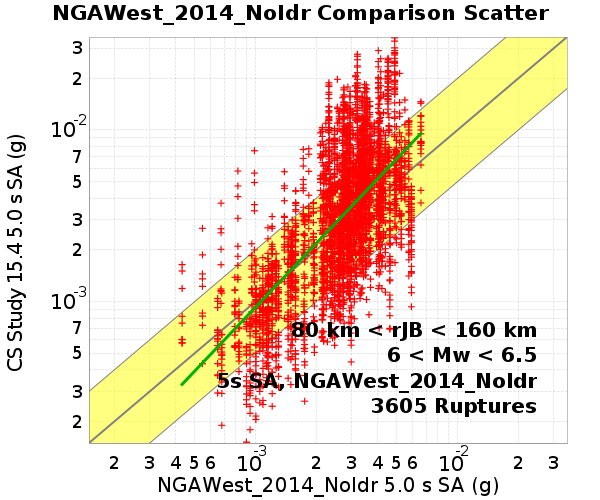 NGAWest_2014_NoIdr Comparison Scatter
CS Study 15.4 5.0 s SA (g)
3
2
10-2
7
5
3
2
10-3
7
5
3
2
80 km < rJB < 160 km
6 < Mw < 6.5
5s SA, NGAWest_2014_NoIdr
3605 Ruptures
2 3 4 5 6 10-3 2 3 4 5 6 10-2 2 3
NGAWest_2014_NoIdr 5.0 s SA (g)